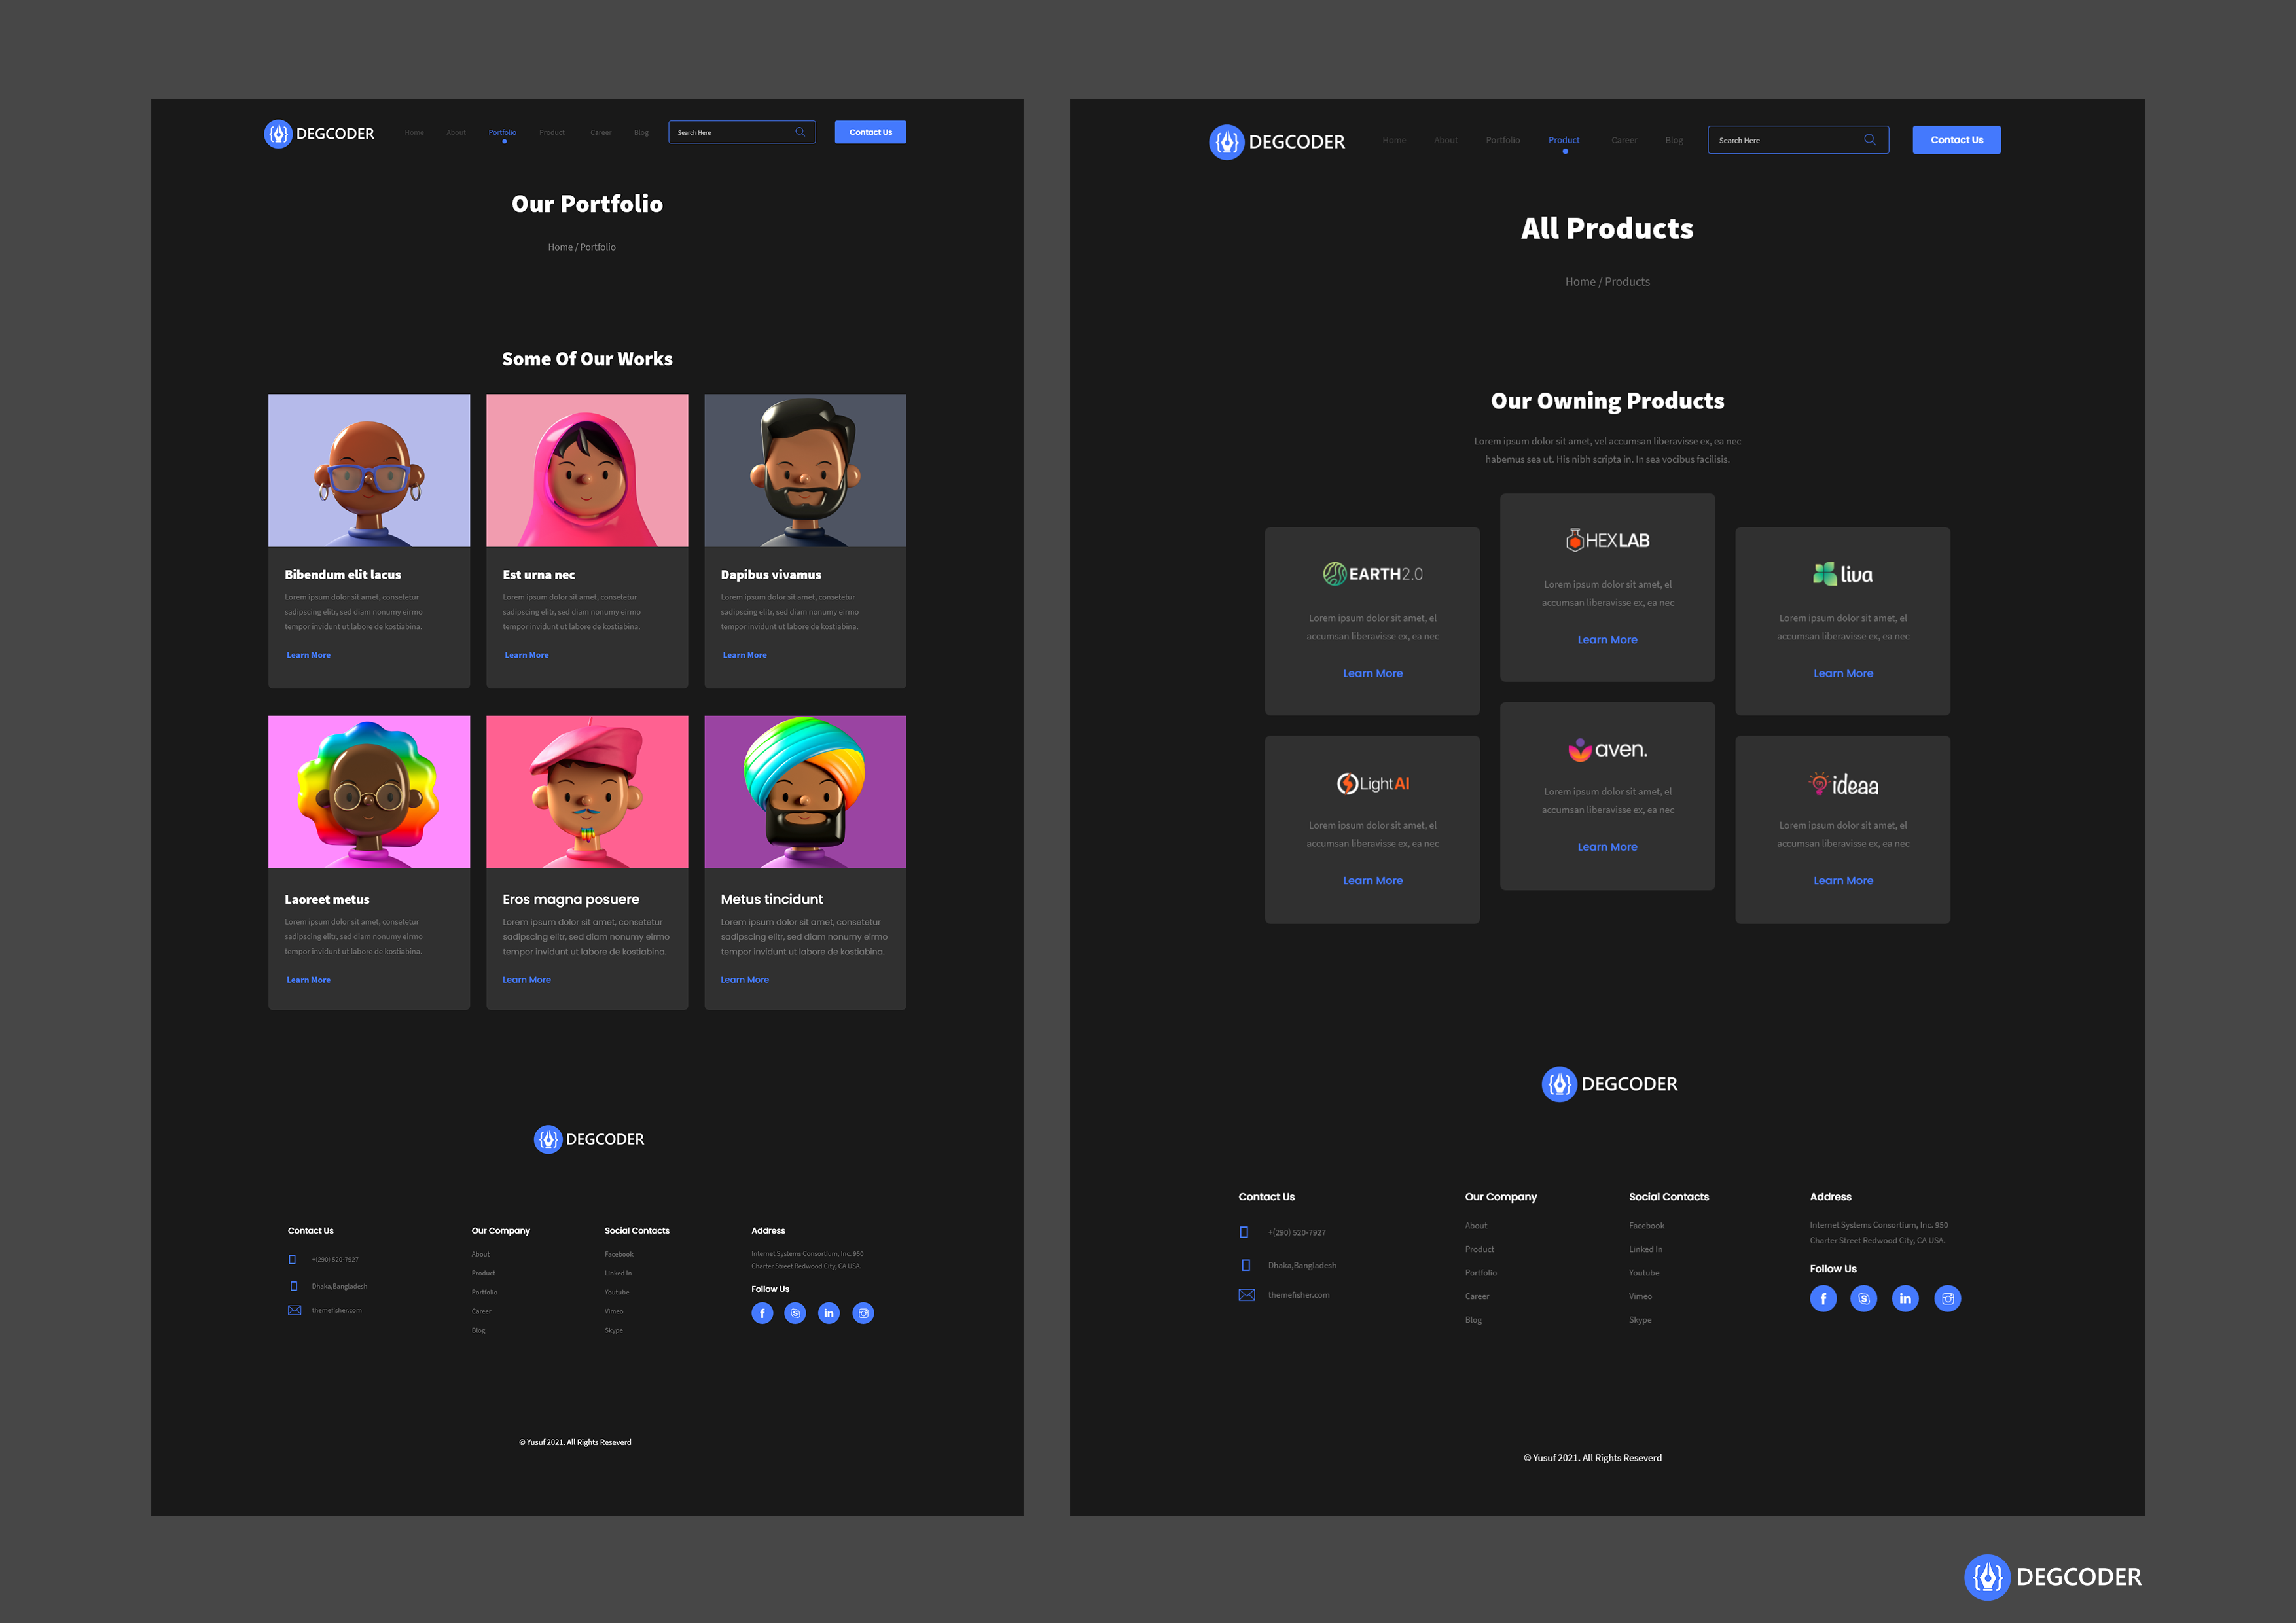 DEGCODER
Home About Portfolio Product Career Blog Search Here Contact Us
Our Portfolio
Home / Portfolio
Some Of Our Works
Bibendum elit lacus
Lorem ipsum dolor sit amet, consetetur
sadipscing elitr, sed diam nonumy eirmo
tempor invidunt ut labore de kostiabina.
Learn More
Est urna nec
Lorem ipsum dolor sit amet, consetetur
sadipscing elitr, sed diam nonumy eirmo
tempor invidunt ut labore de kostiabina.
Learn More
Dapibus vivamus
Lorem ipsum dolor sit amet, consetetur
sadipscing elitr, sed diam nonumy eirmo
tempor invidunt ut labore de kostiabina.
Learn More
Laoreet metus
Lorem ipsum dolor sit amet, consetetur
sadipscing elitr, sed diam nonumy eirmo
tempor invidunt ut labore de kostiabina.
Learn More
Eros magna posuere
Lorem ipsum dolor sit amet, consetetur
sadipscing elitr, sed diam nonumy eirmo
tempor invidunt ut labore de kostiabina.
Learn More
Metus tincidunt
Lorem ipsum dolor sit amet, consetetur
sadipscing elitr, sed diam nonumy eirmo
tempor invidunt ut labore de kostiabina.
Learn More
DEGCODER
Contact Us
+(290) 520-7927
Dhaka,Bangladesh
themefisher.com
Our Company
About
Product
Portfolio
Career
Blog
Social Contacts
Facebook
Linked In
Youtube
Vimeo
Skype
Address
Internet Systems Consortium, Inc. 950
Charter Street Redwood City, CA USA.
Follow Us
© Yusuf 2021. All Rights Reseverd
DEGCODER
Home About Portfolio Product Career Blog Search Here Contact Us
All Products
Home / Products
Our Owning Products
Lorem ipsum dolor sit amet, vel accumsan liberavisse ex, ea nec
habemus sea ut. His nibh scripta in. In sea vocibus facilisis.
EARTH2.0
Lorem ipsum dolor sit amet, el
accumsan liberavisse ex, ea nec
Learn More
HEXLAB
Lorem ipsum dolor sit amet, el
accumsan liberavisse ex, ea nec
Learn More
liva
Lorem ipsum dolor sit amet, el
accumsan liberavisse ex, ea nec
Learn More
LightAI
Lorem ipsum dolor sit amet, el
accumsan liberavisse ex, ea nec
Learn More
aven.
Lorem ipsum dolor sit amet, el
accumsan liberavisse ex, ea nec
Learn More
ideaa
Lorem ipsum dolor sit amet, el
accumsan liberavisse ex, ea nec
Learn More
DEGCODER
Contact Us
+(290) 520-7927
Dhaka,Bangladesh
themefisher.com
Our Company
About
Product
Portfolio
Career
Blog
Social Contacts
Facebook
Linked In
Youtube
Vimeo
Skype
Address
Internet Systems Consortium, Inc. 950
Charter Street Redwood City, CA USA.
Follow Us
© Yusuf 2021. All Rights Reseverd
DEGCODER